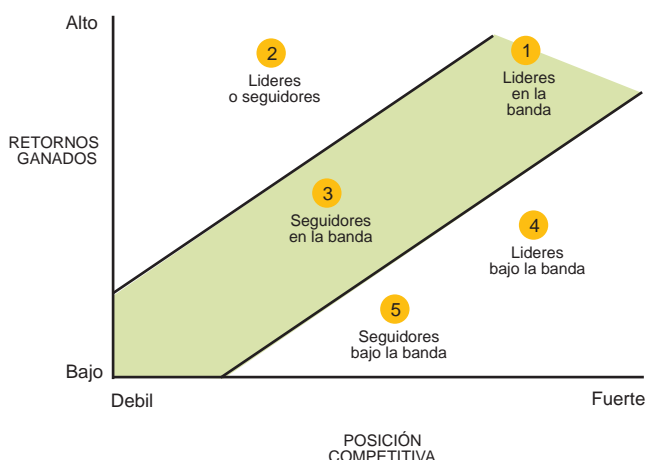 Alto
2
Lideres
o seguidores
1
Lideres
en la
banda
RETORNOS
GANADOS
3
Seguidores
en la banda
4
Lideres
bajo la banda
5
Seguidores
bajo la banda
Bajo
Debil
Fuerte
POSICIÓN
COMPETITIVA